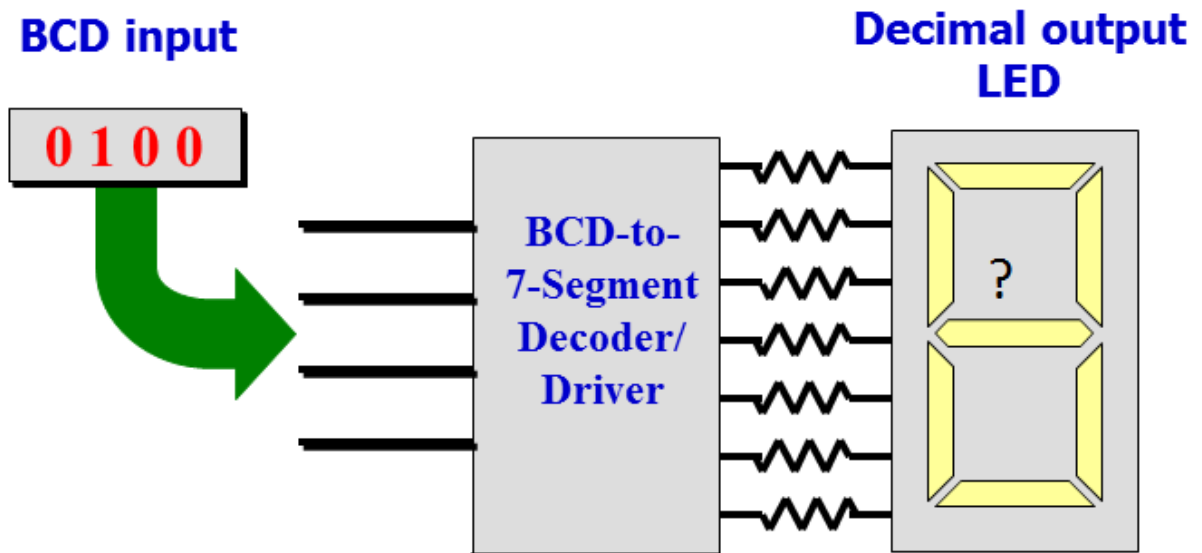 BCD input
Decimal output
LED
0 1 0 0
BCD-to-
7-Segment
Decoder/
Driver
?